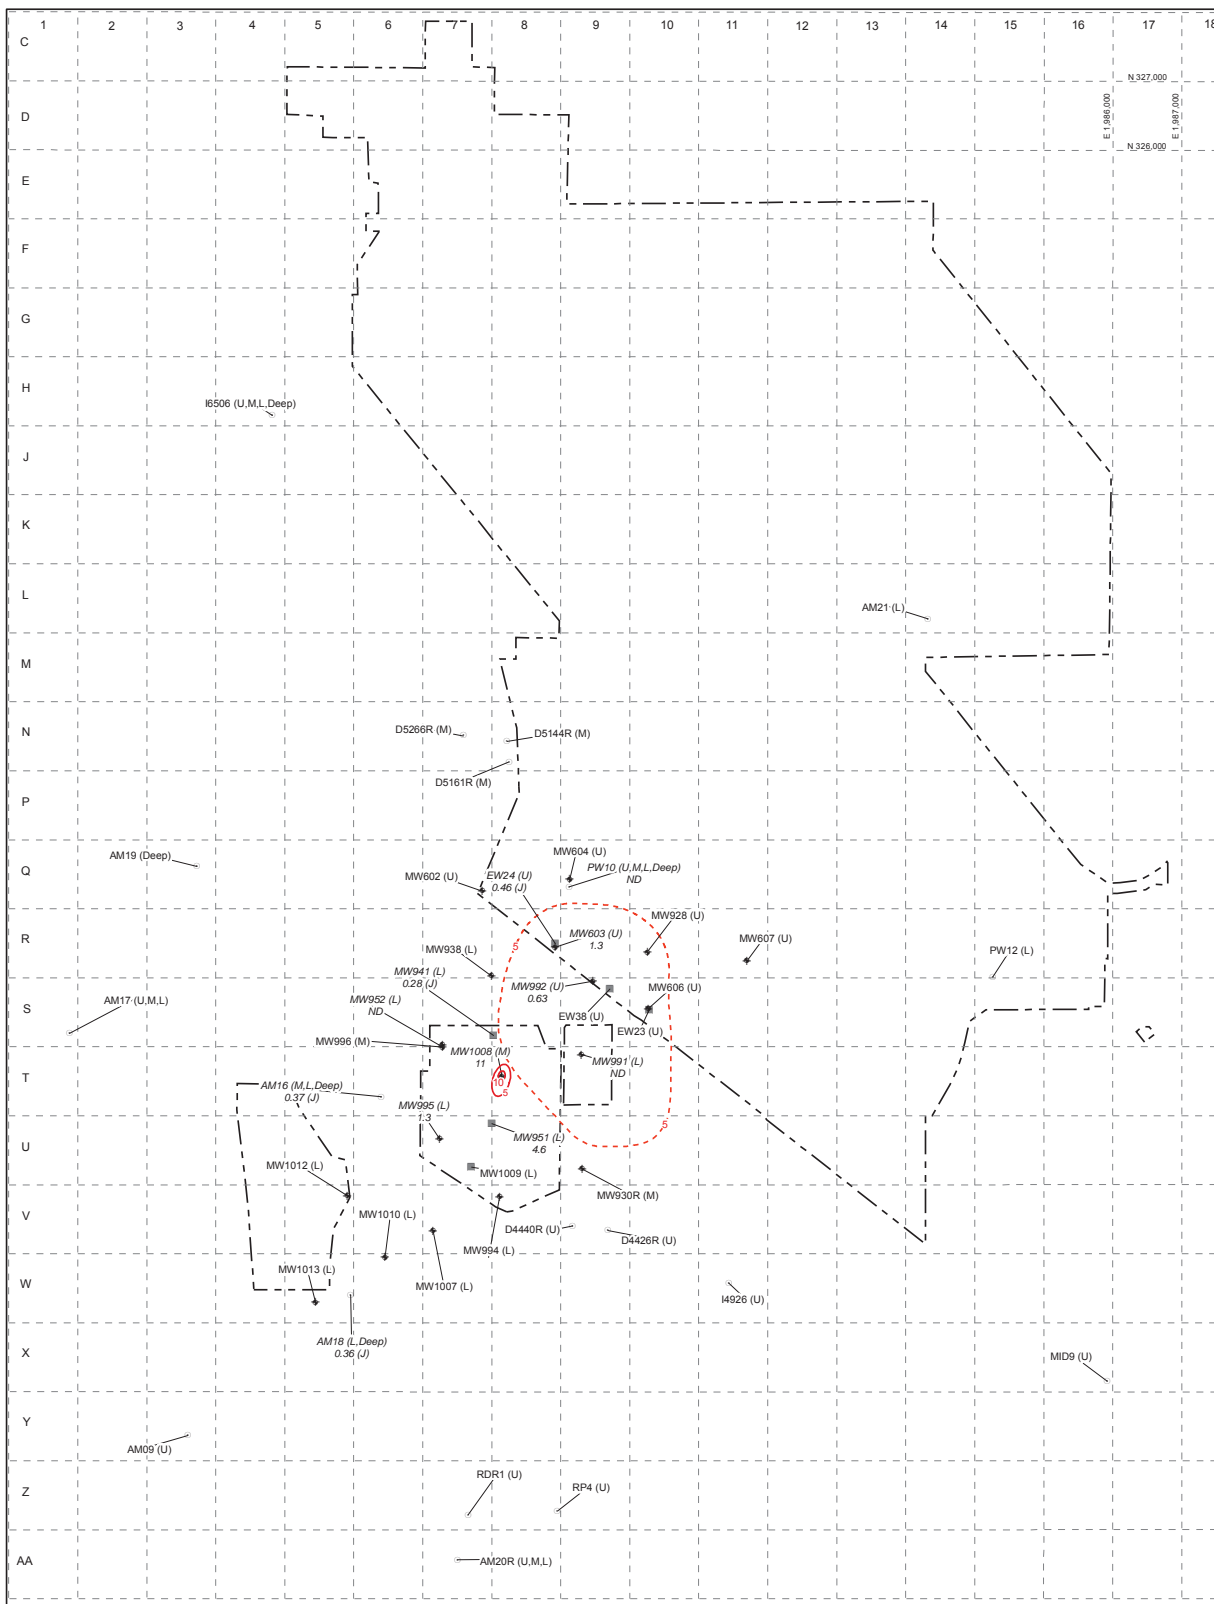 1 2 3 4 5 6 7 8 9 10 11 12 13 14 15 16 17 18
C
N 327,000
E 1,986,000
E 1,987,000
D
N 326,000
E
F
G
H
I6506 (U,M,L,Deep)
J
K
L
AM21 (L)
M
N
D5266R (M)
D5144R (M)
D5161R (M)
P
Q
AM19 (Deep)
MW604 (U)
PW10 (U,M,L,Deep)
ND
EW24 (U)
0.46 (J)
MW602 (U)
R
5
MW603 (U)
1.3
MW928 (U)
MW607 (U)
PW12 (L)
MW938 (L)
MW941 (L)
0.28 (J)
MW992 (U)
0.63
MW606 (U)
S
AM17 (U,M,L)
MW952 (L)
ND
EW38 (U)
EW23 (U)
MW996 (M)
MW1008 (M)
11
MW991 (L)
ND
T
10
5
AM16 (M,L,Deep)
0.37 (J)
MW995 (L)
1.3
5
U
MW951 (L)
4.6
MW1012 (L)
MW1009 (L)
MW930R (M)
V
MW1010 (L)
D4440R (U)
D4426R (U)
MW994 (L)
W
MW1013 (L)
MW1007 (L)
I4926 (U)
X
AM18 (L,Deep)
0.36 (J)
MID9 (U)
Y
AM09 (U)
Z
RDR1 (U)
RP4 (U)
AA
AM20R (U,M,L)